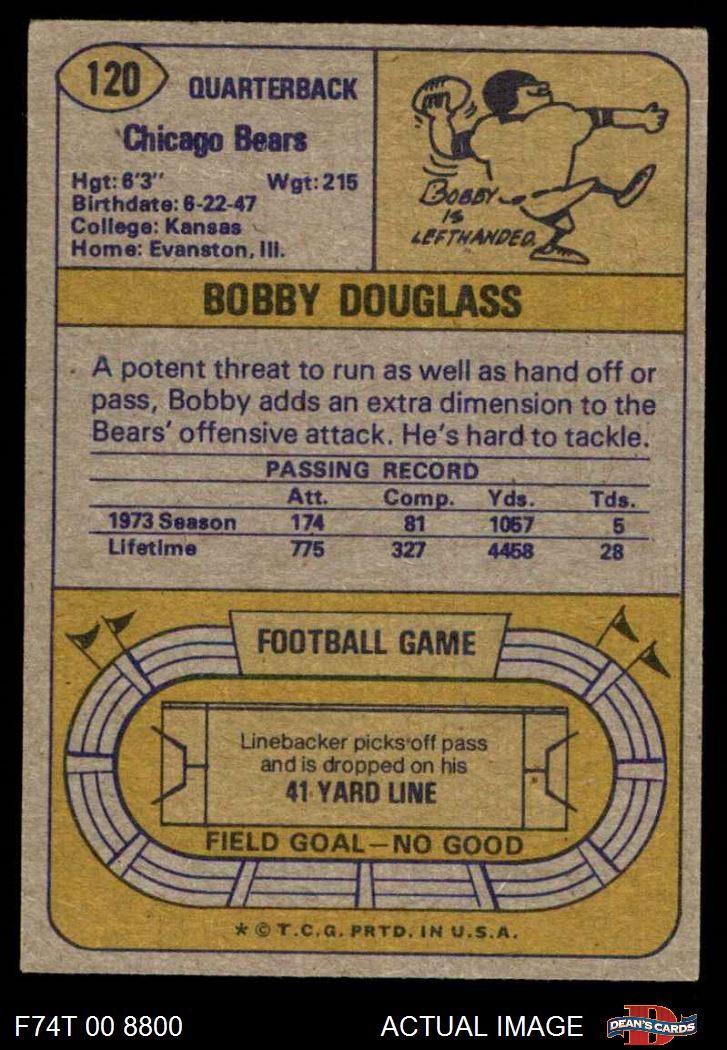 120
QUARTERBACK
Chicago Bears
Hgt: 6'3" Wgt: 215
Birthdate: 6-22-47
College: Kansas
Home: Evanston, Ill.
BOBBY
IS
LEFTHANDED.
BOBBY DOUGLASS
A potent threat to run as well as hand off or
pass, Bobby adds an extra dimension to the
Bears' offensive attack. He's hard to tackle.
PASSING RECORD
Att. Comp. Yds. Tds.
1973 Season 174 81 1057 5
Lifetime 775 327 4458 28
FOOTBALL GAME
Linebacker picks off pass
and is dropped on his
41 YARD LINE
FIELD GOAL—NO GOOD
* © T.C.G. PRTD. IN U.S.A.
F74T 00 8800 ACTUAL IMAGE
D
DEAN'S CARDS